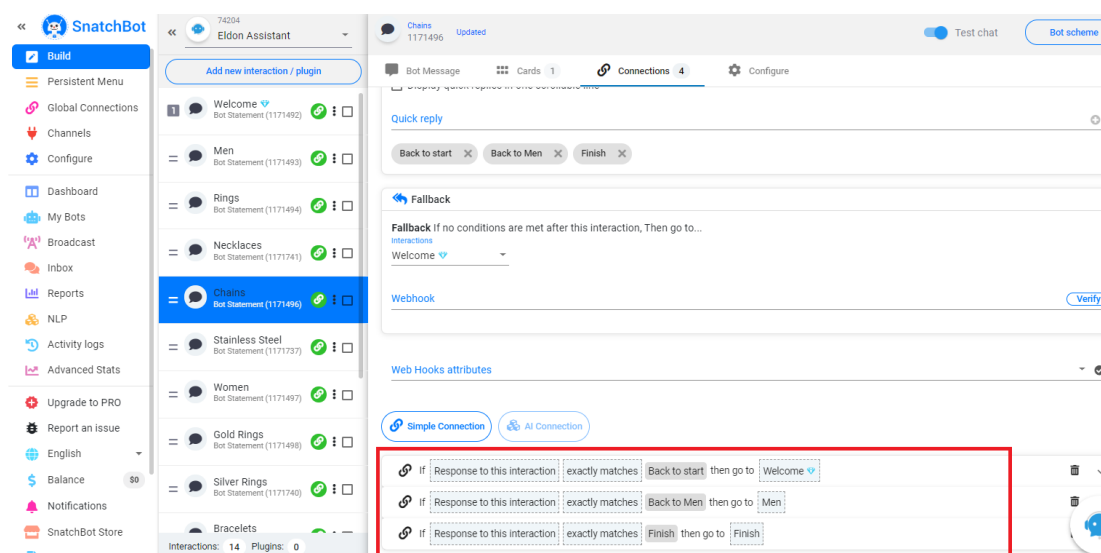 « SnatchBot
Build
Persistent Menu
Global Connections
Channels
Configure
Dashboard
My Bots
Broadcast
Inbox
Reports
NLP
Activity logs
Advanced Stats
Upgrade to PRO
Report an issue
English
Balance $0
Notifications
SnatchBot Store
«
74204
Eldon Assistant
Add new interaction / plugin
1
Welcome 💎
Bot Statement (1171492)
Men
Bot Statement (1171493)
Rings
Bot Statement (1171494)
Necklaces
Bot Statement (1171741)
Chains
Bot Statement (1171496)
Stainless Steel
Bot Statement (1171737)
Women
Bot Statement (1171497)
Gold Rings
Bot Statement (1171498)
Silver Rings
Bot Statement (1171740)
Bracelets
Interactions: 14 Plugins: 0
Chains
1171496 Updated
Test chat
Bot scheme
Bot Message Cards 1 Connections 4 Configure
Display quick replies in one scrollable line
Quick reply
Back to start X Back to Men X Finish X
Fallback
Fallback If no conditions are met after this interaction, Then go to...
Interactions
Welcome 💎
Webhook
Verify
Web Hooks attributes
Simple Connection AI Connection
If Response to this interaction exactly matches Back to start then go to Welcome 💎
If Response to this interaction exactly matches Back to Men then go to Men
If Response to this interaction exactly matches Finish then go to Finish